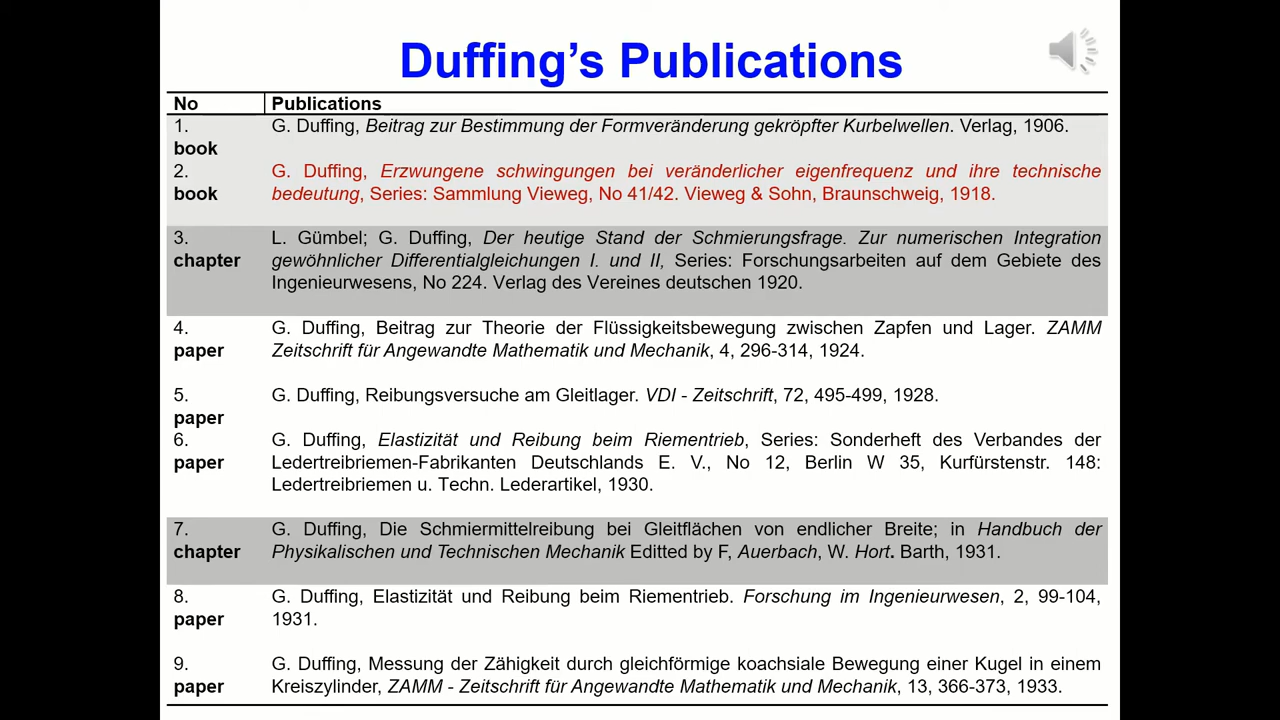 Duffing’s Publications
No Publications
1. G. Duffing, Beitrag zur Bestimmung der Formveränderung gekröpfter Kurbelwellen. Verlag, 1906.
book
2. G. Duffing, Erzwungene schwingungen bei veränderlicher eigenfrequenz und ihre technische
book bedeutung, Series: Sammlung Vieweg, No 41/42. Vieweg & Sohn, Braunschweig, 1918.
3. L. Gümbel; G. Duffing, Der heutige Stand der Schmierungsfrage. Zur numerischen Integration
chapter gewöhnlicher Differentialgleichungen I. und II, Series: Forschungsarbeiten auf dem Gebiete des
Ingenieurwesens, No 224. Verlag des Vereines deutschen 1920.
4. G. Duffing, Beitrag zur Theorie der Flüssigkeitsbewegung zwischen Zapfen und Lager. ZAMM
paper Zeitschrift für Angewandte Mathematik und Mechanik, 4, 296-314, 1924.
5. G. Duffing, Reibungsversuche am Gleitlager. VDI - Zeitschrift, 72, 495-499, 1928.
paper
6. G. Duffing, Elastizität und Reibung beim Riementrieb, Series: Sonderheft des Verbandes der
paper Ledertreibriemen-Fabrikanten Deutschlands E. V., No 12, Berlin W 35, Kurfürstenstr. 148:
Ledertreibriemen u. Techn. Lederartikel, 1930.
7. G. Duffing, Die Schmiermittelreibung bei Gleitflächen von endlicher Breite; in Handbuch der
chapter Physikalischen und Technischen Mechanik Editted by F, Auerbach, W. Hort. Barth, 1931.
8. G. Duffing, Elastizität und Reibung beim Riementrieb. Forschung im Ingenieurwesen, 2, 99-104,
paper 1931.
9. G. Duffing, Messung der Zähigkeit durch gleichförmige koachsiale Bewegung einer Kugel in einem
paper Kreiszylinder, ZAMM - Zeitschrift für Angewandte Mathematik und Mechanik, 13, 366-373, 1933.